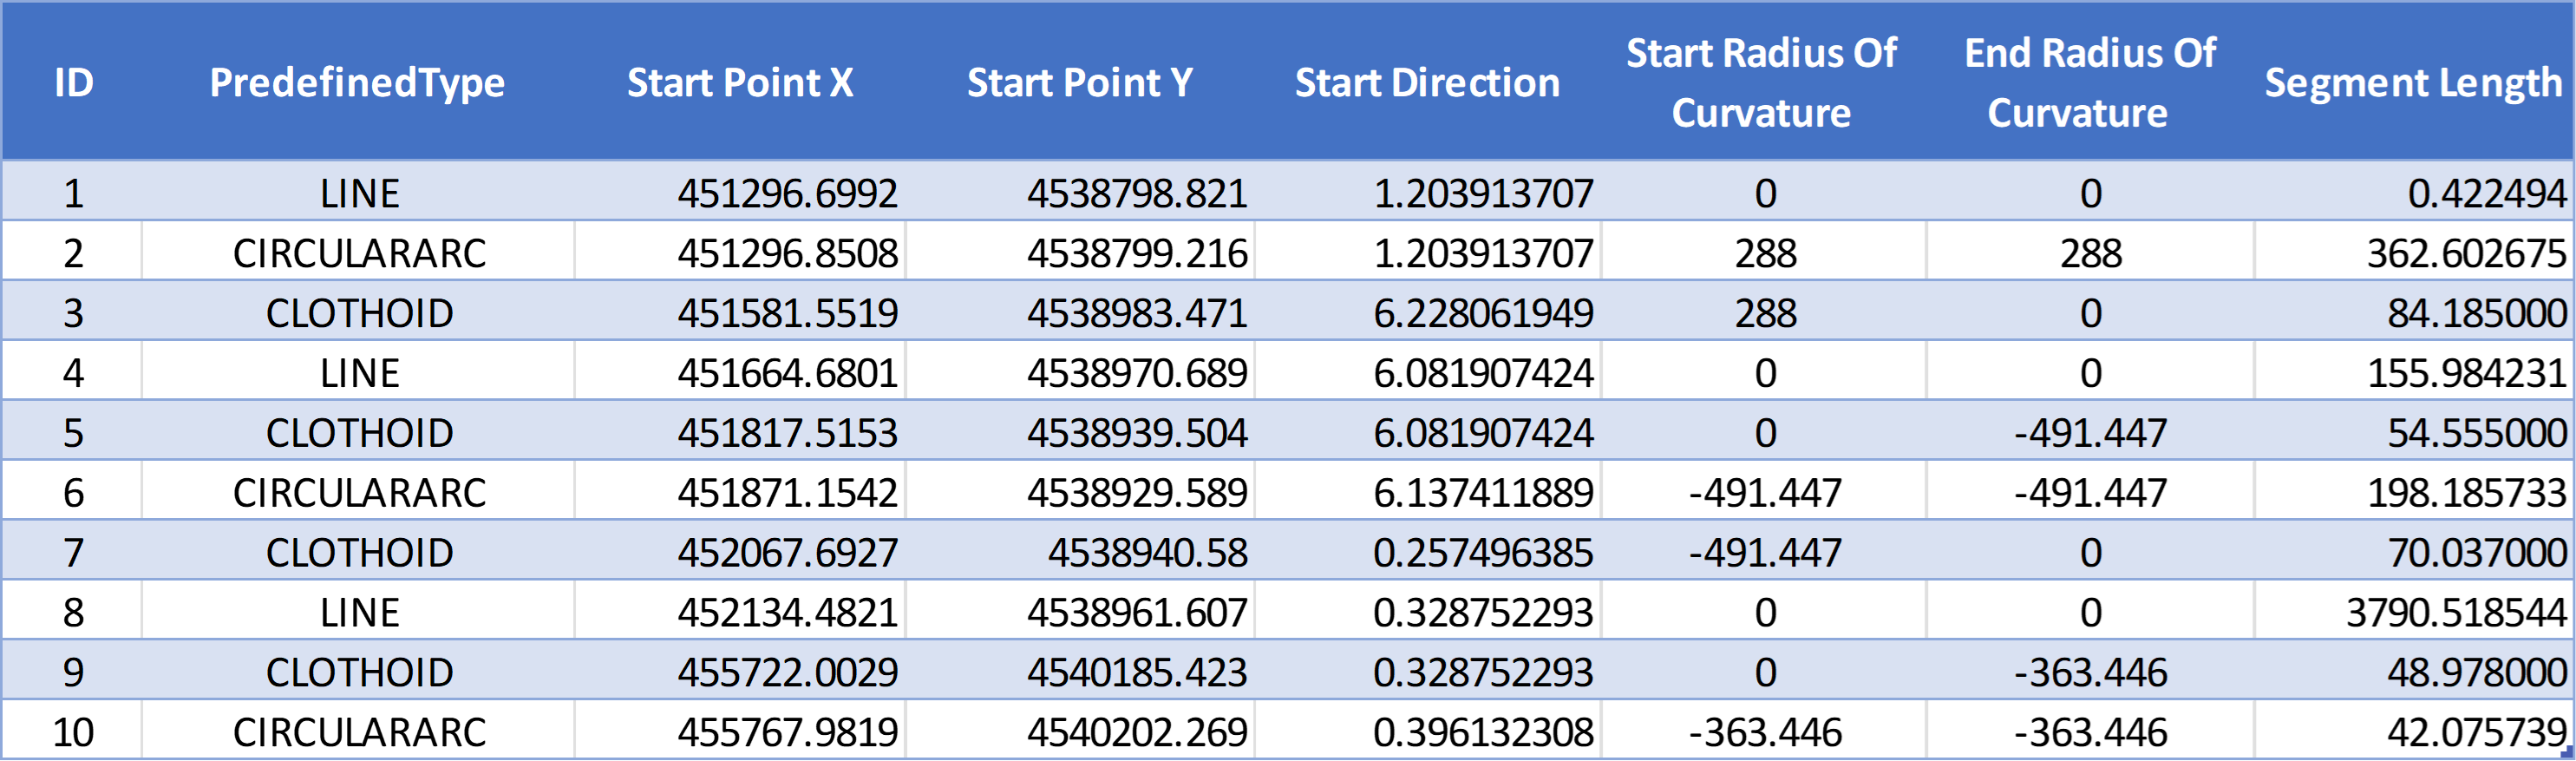 ID PredefinedType Start Point X Start Point Y Start Direction Start Radius Of Curvature End Radius Of Curvature Segment Length
1 LINE 451296.6992 4538798.821 1.203913707 0 0 0.422494
2 CIRCULARARC 451296.8508 4538799.216 1.203913707 288 288 362.602675
3 CLOTHOID 451581.5519 4538983.471 6.228061949 288 0 84.185000
4 LINE 451664.6801 4538970.689 6.081907424 0 0 155.984231
5 CLOTHOID 451817.5153 4538939.504 6.081907424 0 -491.447 54.555000
6 CIRCULARARC 451871.1542 4538929.589 6.137411889 -491.447 -491.447 198.185733
7 CLOTHOID 452067.6927 4538940.58 0.257496385 -491.447 0 70.037000
8 LINE 452134.4821 4538961.607 0.328752293 0 0 3790.518544
9 CLOTHOID 455722.0029 4540185.423 0.328752293 0 -363.446 48.978000
10 CIRCULARARC 455767.9819 4540202.269 0.396132308 -363.446 -363.446 42.075739